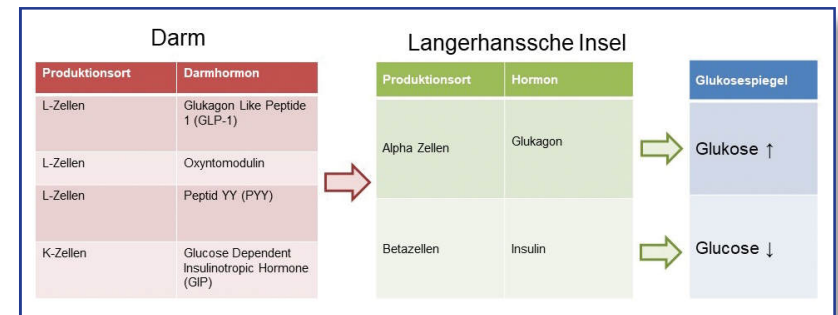 Darm
Produktionsort Darmhormon
L-Zellen Glukagon Like Peptide
1 (GLP-1)
L-Zellen Oxyntomodulin
L-Zellen Peptid YY (PYY)
K-Zellen Glucose Dependent
Insulinotropic Hormone
(GIP)
Langerhanssche Insel
Produktionsort Hormon
Alpha Zellen Glukagon
Betazellen Insulin
Glukosespiegel
Glukose ↑
Glucose ↓